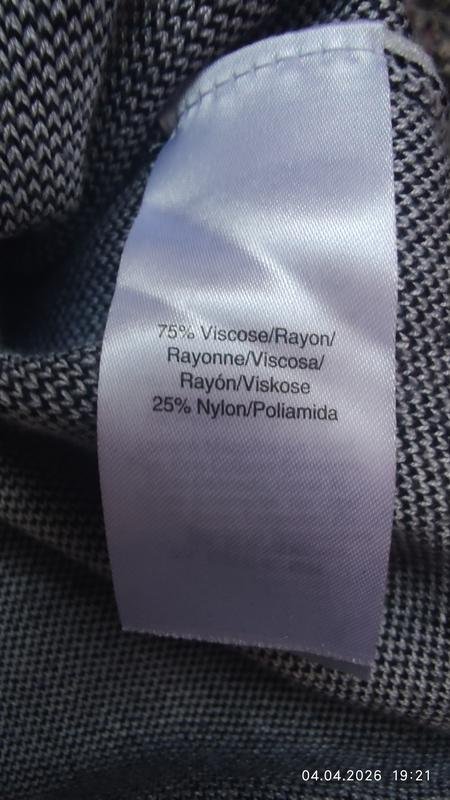 75% Viscose/Rayon/
Rayonne/Viscosa/
Rayón/Viskose
25% Nylon/Poliamida
04.04.2026 19:21